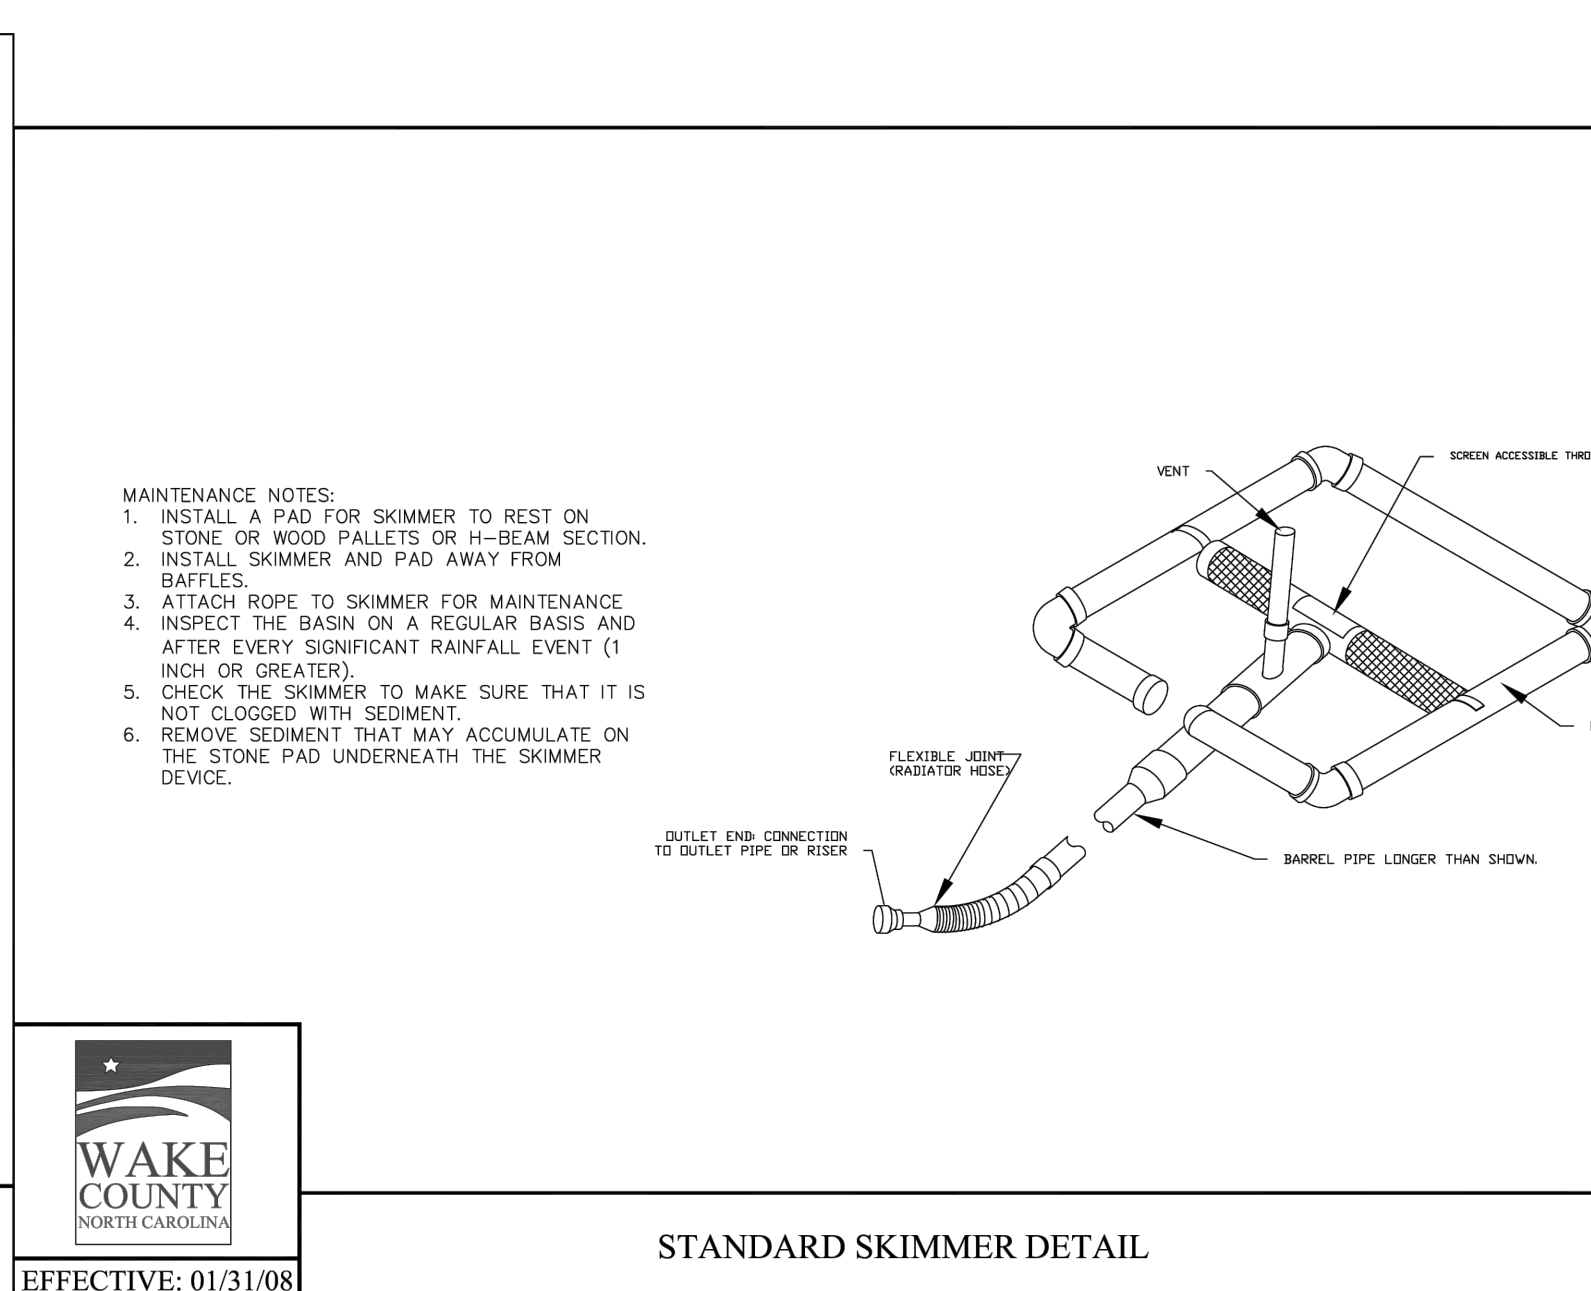 MAINTENANCE NOTES:
1. INSTALL A PAD FOR SKIMMER TO REST ON
STONE OR WOOD PALLETS OR H-BEAM SECTION.
2. INSTALL SKIMMER AND PAD AWAY FROM
BAFFLES.
3. ATTACH ROPE TO SKIMMER FOR MAINTENANCE
4. INSPECT THE BASIN ON A REGULAR BASIS AND
AFTER EVERY SIGNIFICANT RAINFALL EVENT (1
INCH OR GREATER).
5. CHECK THE SKIMMER TO MAKE SURE THAT IT IS
NOT CLOGGED WITH SEDIMENT.
6. REMOVE SEDIMENT THAT MAY ACCUMULATE ON
THE STONE PAD UNDERNEATH THE SKIMMER
DEVICE.
VENT
SCREEN ACCESSIBLE
FLEXIBLE JOINT
(RADIATOR HOSE)
OUTLET END: CONNECTION
TO OUTLET PIPE OR RISER
BARREL PIPE LONGER THAN SHOWN.
WAKE
COUNTY
NORTH CAROLINA
STANDARD SKIMMER DETAIL
EFFECTIVE: 01/31/08